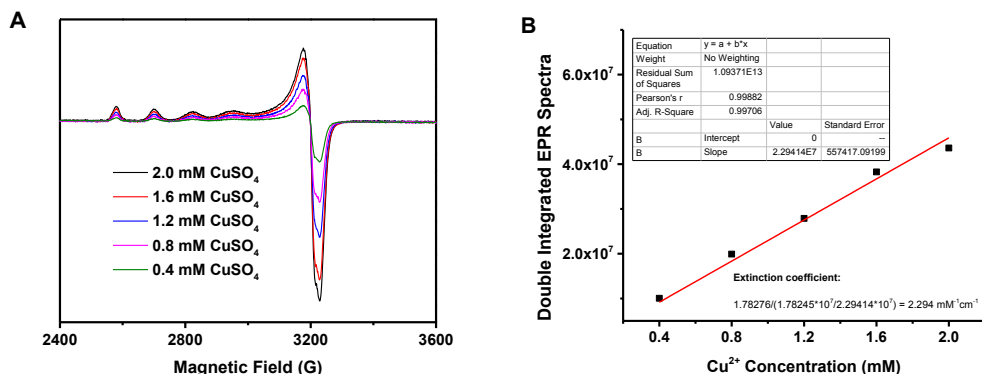 A
2.0 mM CuSO4
1.6 mM CuSO4
1.2 mM CuSO4
0.8 mM CuSO4
0.4 mM CuSO4
2400 2800 3200 3600
Magnetic Field (G)
B
Double Integrated EPR Spectra
6.0x10^7
4.0x10^7
2.0x10^7
Equation y = a + b*x
Weight No Weighting
Residual Sum of Squares 1.09371E13
Pearson's r 0.99882
Adj. R-Square 0.99706
Value Standard Error
B Intercept 0 --
B Slope 2.29414E7 557417.09199
Extinction coefficient:
1.78276/(1.78245*10^7/2.29414*10^7) = 2.294 mM^-1cm^-1
0.4 0.8 1.2 1.6 2.0
Cu^2+ Concentration (mM)